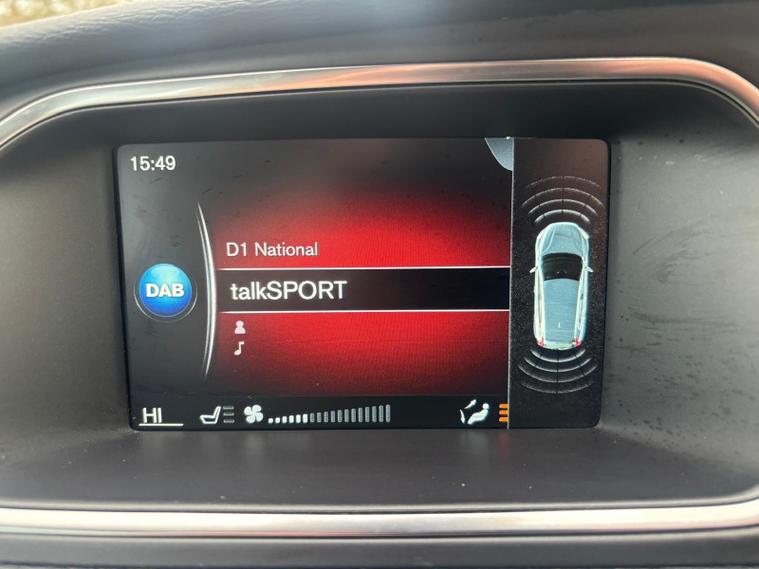 15:49
D1 National
DAB
talkSPORT
HI